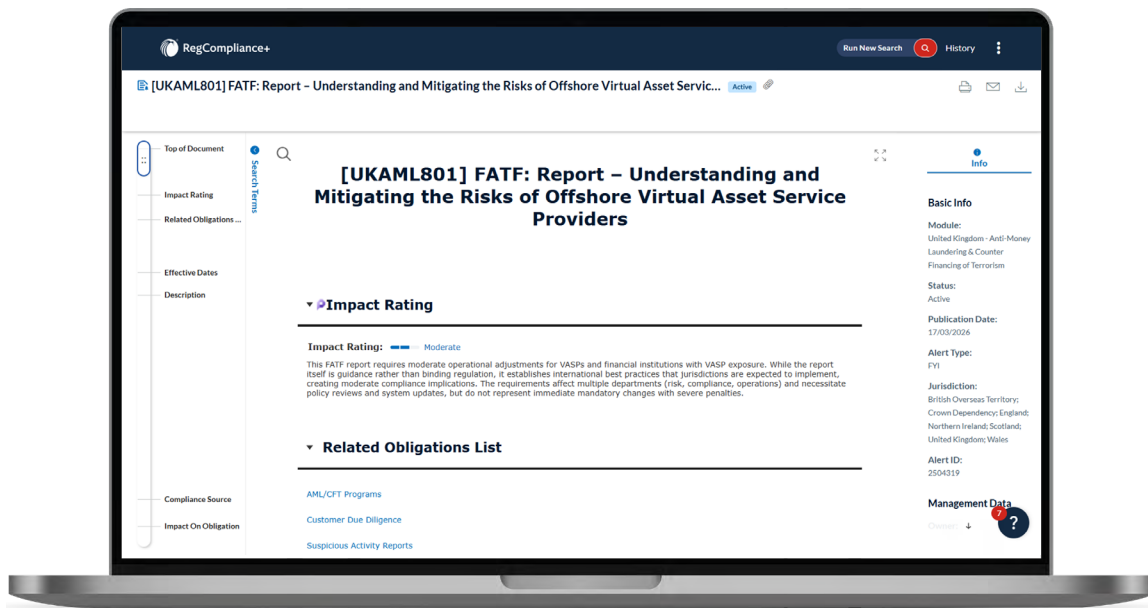 RegCompliance+
Run New Search
History
[UKAML801] FATF: Report – Understanding and Mitigating the Risks of Offshore Virtual Asset Servic...
Active
Top of Document
Impact Rating
Related Obligations ...
Effective Dates
Description
Compliance Source
Impact On Obligation
Search Terms
[UKAML801] FATF: Report – Understanding and
Mitigating the Risks of Offshore Virtual Asset Service
Providers
Impact Rating
Impact Rating:
Moderate
This FATF report requires moderate operational adjustments for VASPs and financial institutions with VASP exposure. While the report
itself is guidance rather than binding regulation, it establishes international best practices that jurisdictions are expected to implement,
creating moderate compliance implications. The requirements affect multiple departments (risk, compliance, operations) and necessitate
policy reviews and system updates, but do not represent immediate mandatory changes with severe penalties.
Related Obligations List
AML/CFT Programs
Customer Due Diligence
Suspicious Activity Reports
Info
Basic Info
Module:
United Kingdom - Anti-Money
Laundering & Counter
Financing of Terrorism
Status:
Active
Publication Date:
17/03/2026
Alert Type:
FYI
Jurisdiction:
British Overseas Territory;
Crown Dependency; England;
Northern Ireland; Scotland;
United Kingdom; Wales
Alert ID:
2504319
Management Data
Owner:
7
?